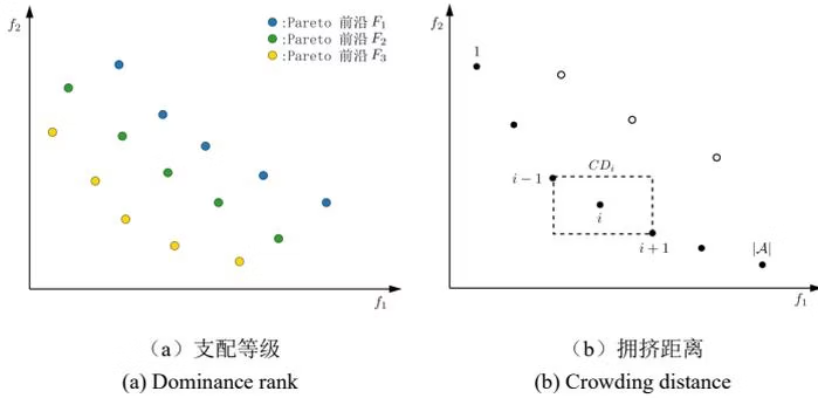 f₂
:Pareto 前沿 F₁
:Pareto 前沿 F₂
:Pareto 前沿 F₃
f₁
（a）支配等级
(a) Dominance rank
f₂
1
CDᵢ
i − 1
i
i + 1
|𝒜|
f₁
（b）拥挤距离
(b) Crowding distance